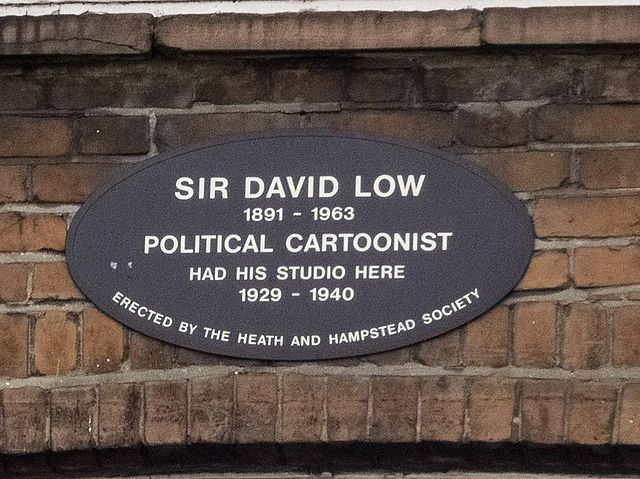 SIR DAVID LOW
1891 - 1963
POLITICAL CARTOONIST
HAD HIS STUDIO HERE
1929 - 1940
ERECTED BY THE HEATH AND HAMPSTEAD SOCIETY